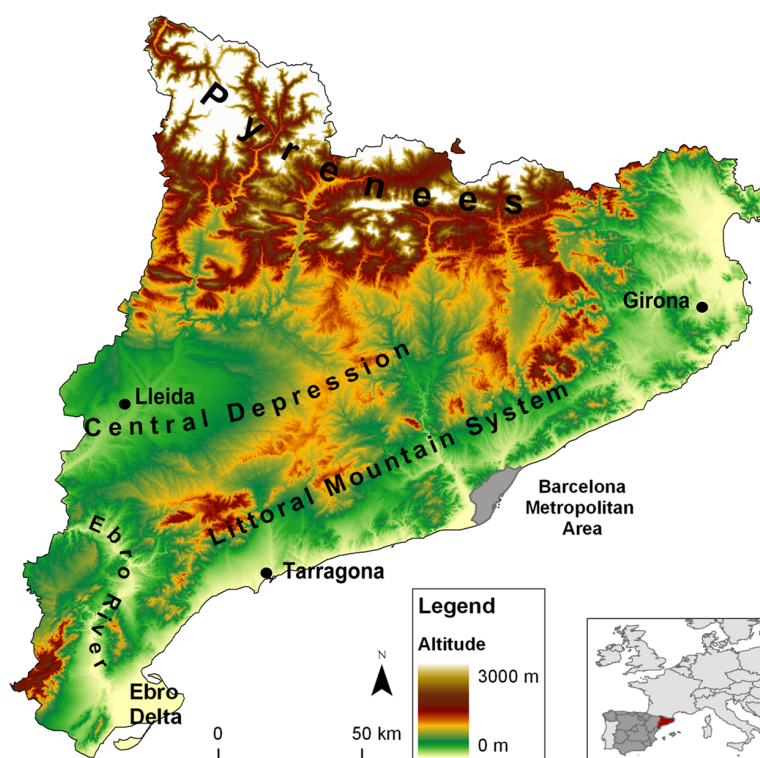 Pyrenees
Girona
Lleida
Central Depression
Littoral Mountain System
Barcelona
Metropolitan
Area
Ebro River
Tarragona
Ebro
Delta
N
0
50 km
Legend
Altitude
3000 m
0 m